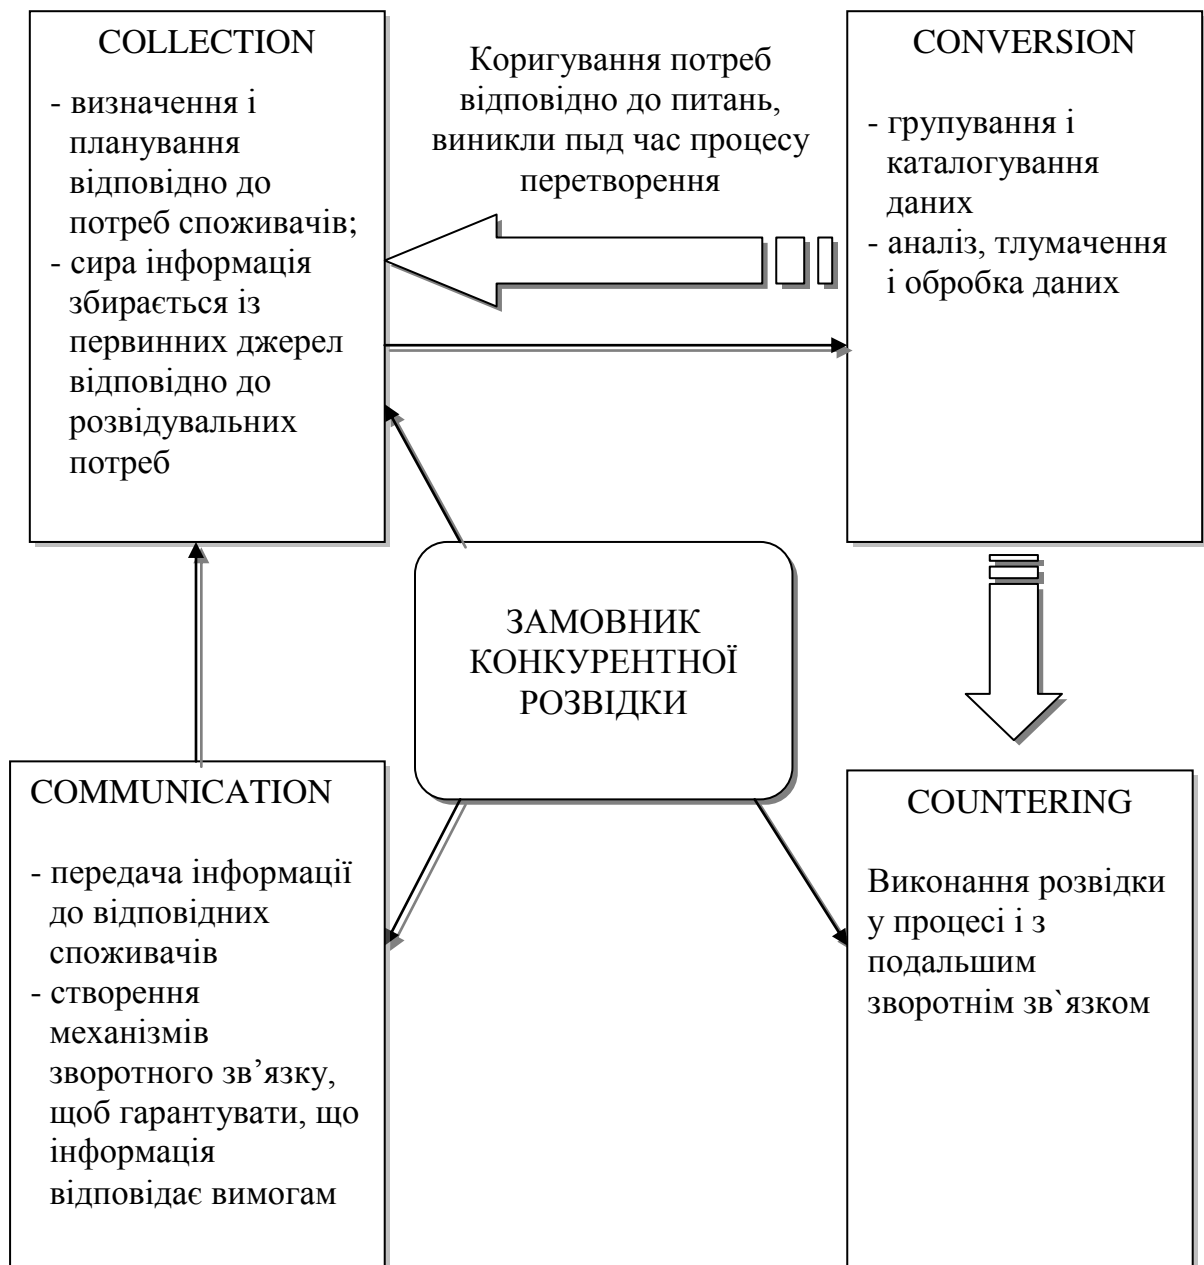 COLLECTION
- визначення і
планування
відповідно до
потреб споживачів;
- сира інформація
збирається із
первинних джерел
відповідно до
розвідувальних
потреб
Коригування потреб
відповідно до питань,
виникли пыд час процесу
перетворення
CONVERSION
- групування і
каталогування
даних
- аналіз, тлумачення
і обробка даних
ЗАМОВНИК
КОНКУРЕНТНОЇ
РОЗВІДКИ
COMMUNICATION
- передача інформації
до відповідних
споживачів
- створення
механізмів
зворотного зв’язку,
щоб гарантувати, що
інформація
відповідає вимогам
COUNTERING
Виконання розвідки
у процесі і з
подальшим
зворотнім зв`язком